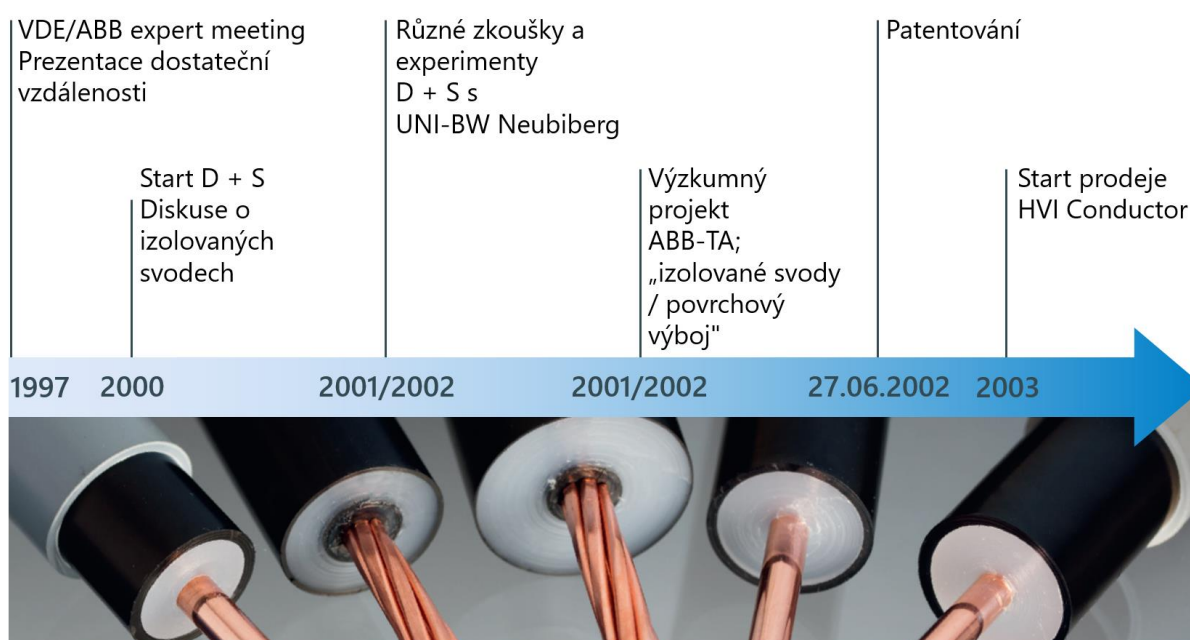 VDE/ABB expert meeting
Prezentace dostateční
vzdálenosti
Start D + S
Diskuse o
izolovaných
svodech
Různé zkoušky a
experimenty
D + S s
UNI-BW Neubiberg
Výzkumný
projekt
ABB-TA;
„izolované svody
/ povrchový
výboj"
Patentování
Start prodeje
HVI Conductor
1997
2000
2001/2002
2001/2002
27.06.2002
2003